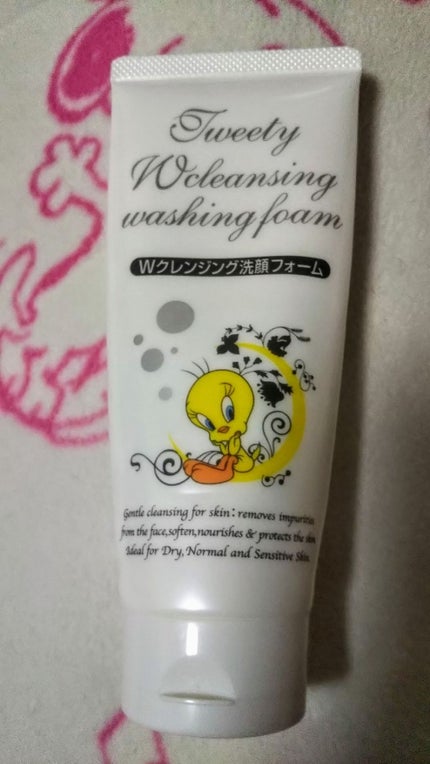 Tweety
Wcleansing
washing foam
Wクレンジング洗顔フォーム
Gentle cleansing for skin: removes impurities
from the face, soften, nourishes & protects the skin.
Ideal for Dry, Normal and Sensitive Skin.